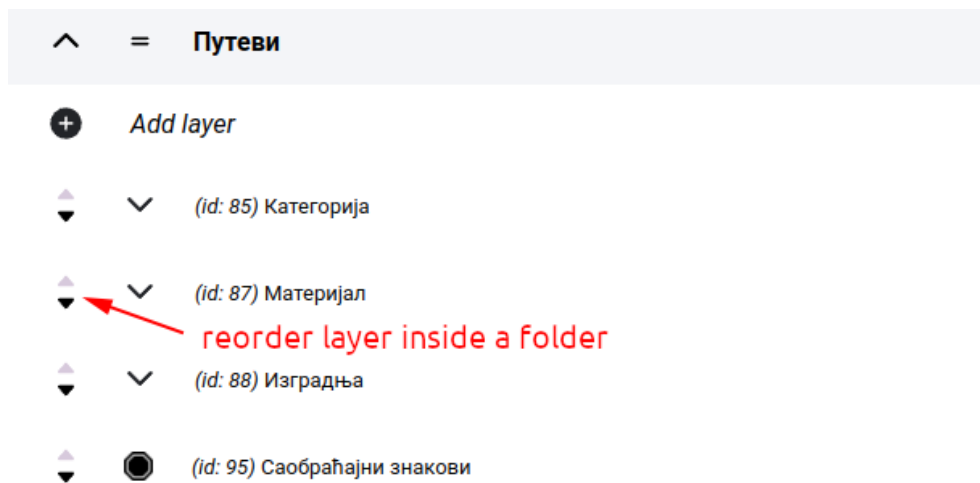 Путеви
Add layer
(id: 85) Категорија
(id: 87) Материјал
reorder layer inside a folder
(id: 88) Изградња
(id: 95) Саобраћајни знакови